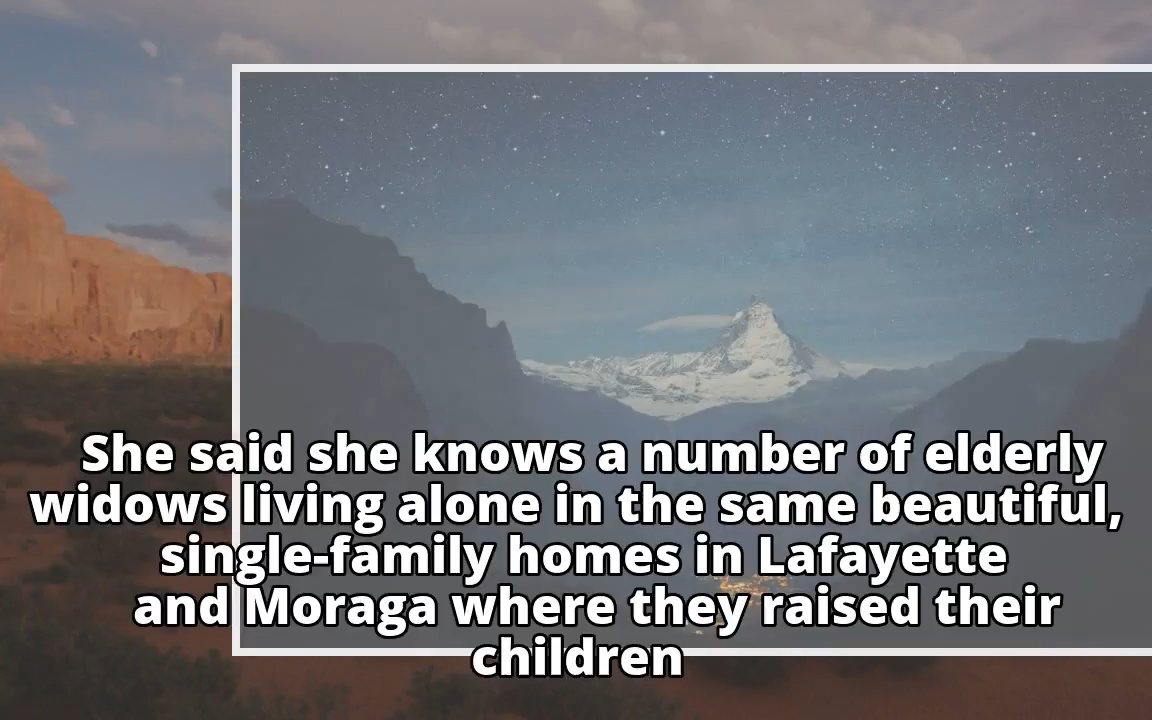 She said she knows a number of elderly
widows living alone in the same beautiful,
single-family homes in Lafayette
and Moraga where they raised their
children